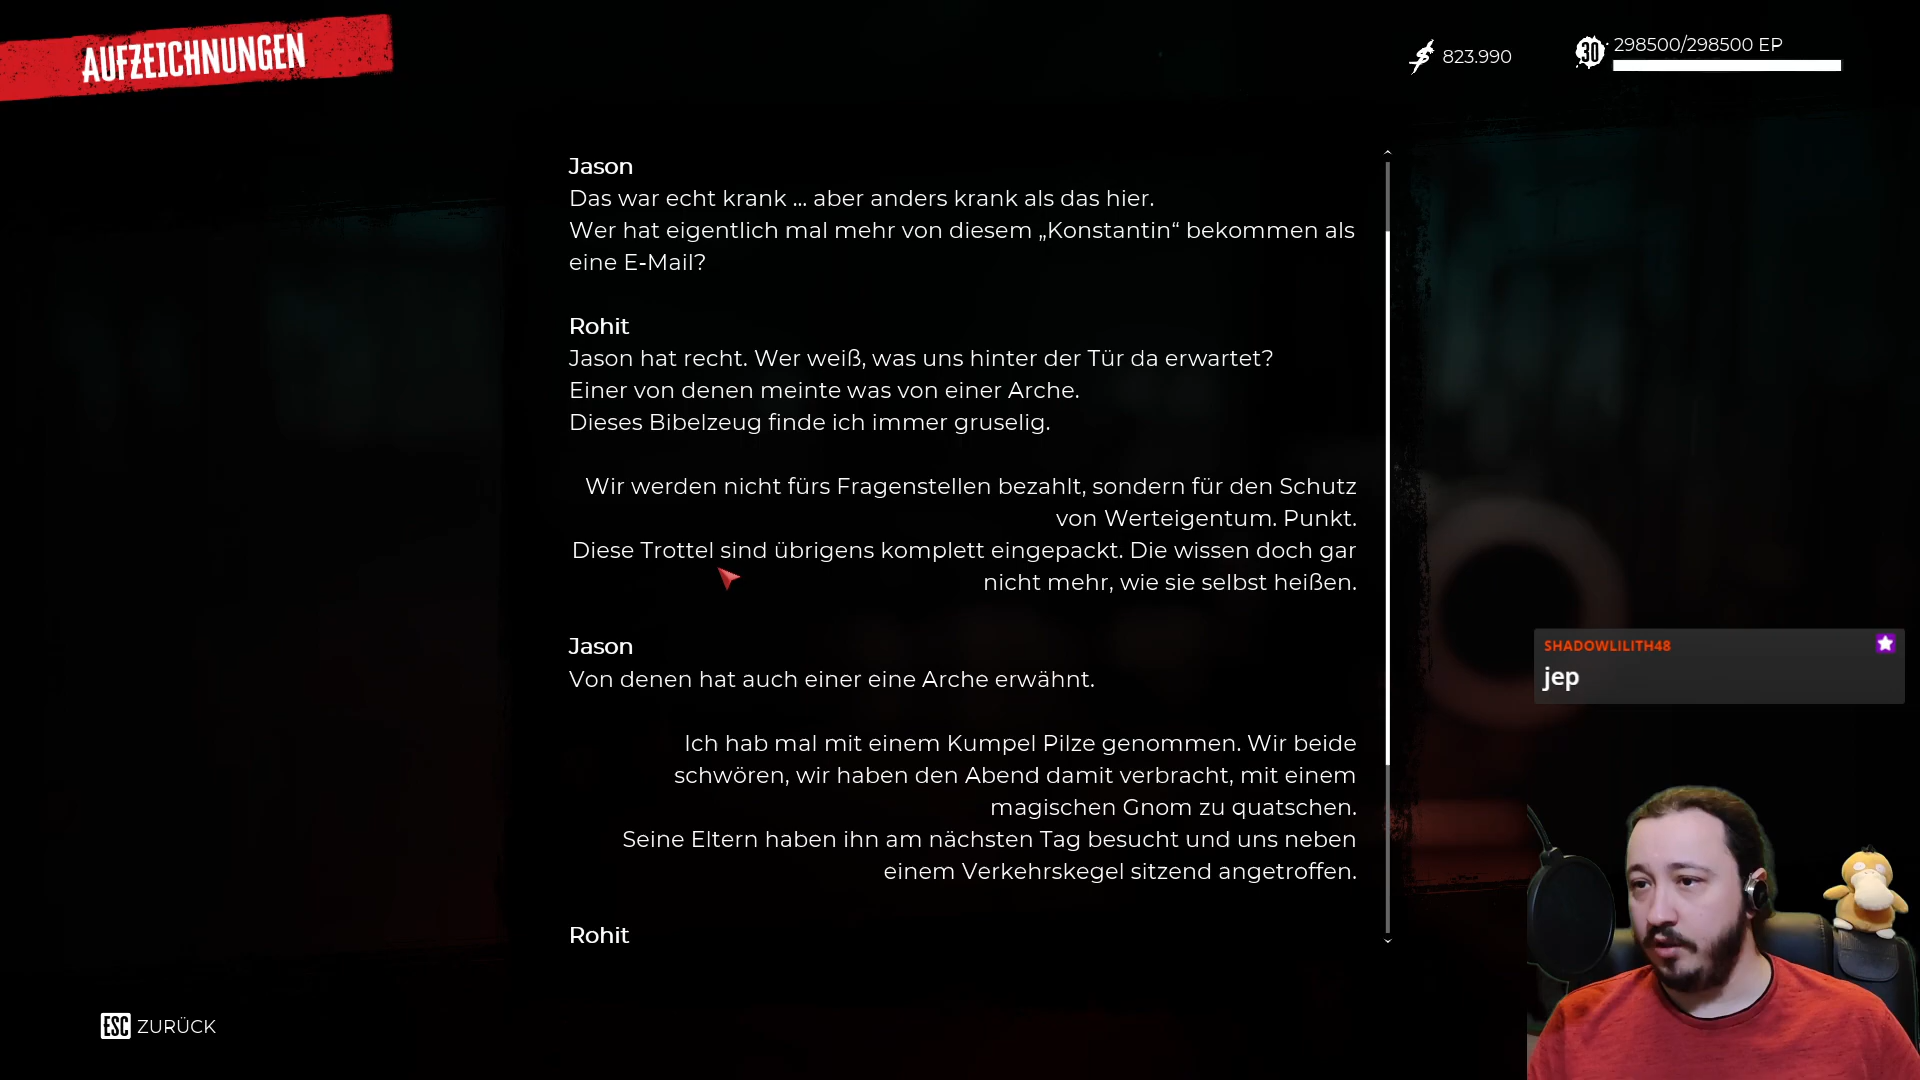 AUFZEICHNUNGEN
823.990
30
298500/298500 EP
Jason
Das war echt krank ... aber anders krank als das hier.
Wer hat eigentlich mal mehr von diesem „Konstantin“ bekommen als
eine E-Mail?
Rohit
Jason hat recht. Wer weiß, was uns hinter der Tür da erwartet?
Einer von denen meinte was von einer Arche.
Dieses Bibelzeug finde ich immer gruselig.
Wir werden nicht fürs Fragenstellen bezahlt, sondern für den Schutz
von Werteigentum. Punkt.
Diese Trottel sind übrigens komplett eingepackt. Die wissen doch gar
nicht mehr, wie sie selbst heißen.
Jason
Von denen hat auch einer eine Arche erwähnt.
Ich hab mal mit einem Kumpel Pilze genommen. Wir beide
schwören, wir haben den Abend damit verbracht, mit einem
magischen Gnom zu quatschen.
Seine Eltern haben ihn am nächsten Tag besucht und uns neben
einem Verkehrskegel sitzend angetroffen.
Rohit
SHADOWLILITH48
jep
ESC ZURÜCK